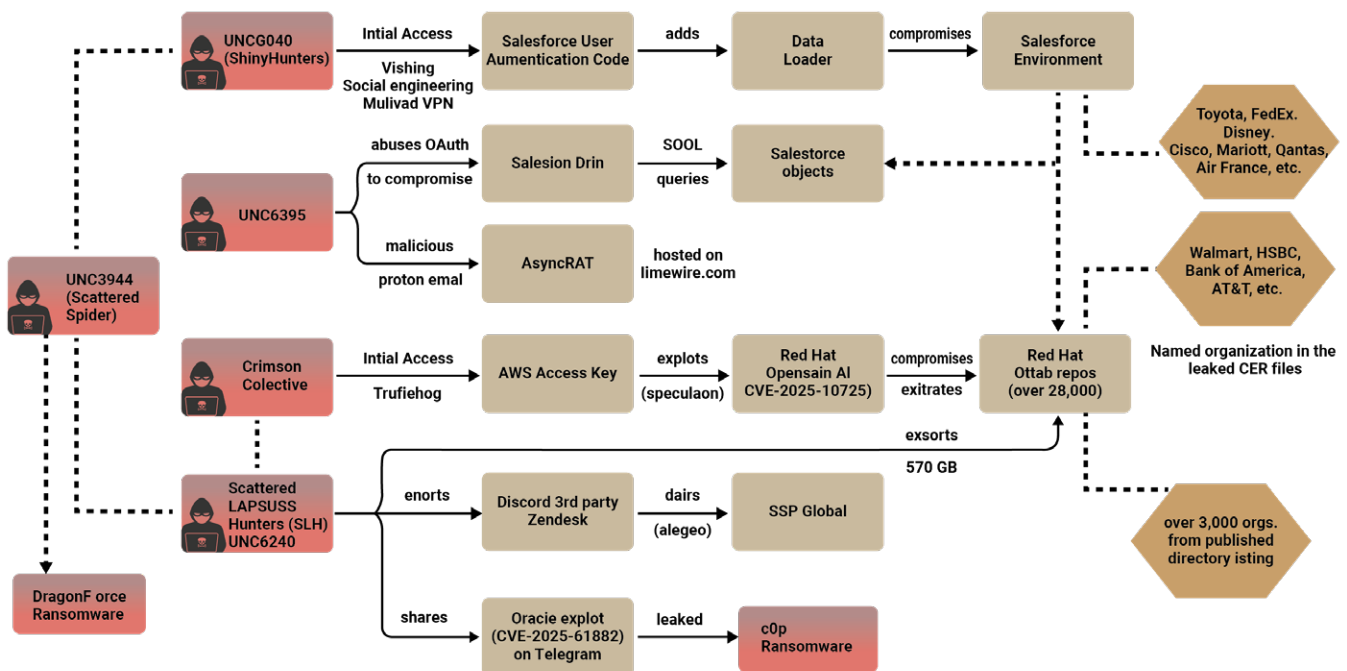 UNCG040
(ShinyHunters)
Intial Access
Vishing
Social engineering
Mulivad VPN
Salesforce User
Aumentication Code
adds
Data
Loader
compromises
Salesforce
Environment
Toyota, FedEx.
Disney.
Cisco, Mariott, Qantas,
Air France, etc.
UNC6395
abuses OAuth
to compromise
Salesion Drin
SOOL
queries
Salestorce
objects
malicious
proton emal
AsyncRAT
hosted on
limewire.com
Walmart, HSBC,
Bank of America,
AT&T, etc.
Named organization in the
leaked CER files
UNC3944
(Scattered
Spider)
Crimson
Colective
Intial Access
Trufiehog
AWS Access Key
explots
(speculaon)
Red Hat
Opensain AI
CVE-2025-10725)
compromises
exitrates
Red Hat
Ottab repos
(over 28,000)
exsorts
570 GB
Scattered
LAPSUSS
Hunters (SLH)
UNC6240
enorts
Discord 3rd party
Zendesk
dairs
(alegeo)
SSP Global
over 3,000 orgs.
from published
directory isting
DragonF orce
Ransomware
shares
Oracie explot
(CVE-2025-61882)
on Telegram
leaked
c0p
Ransomware